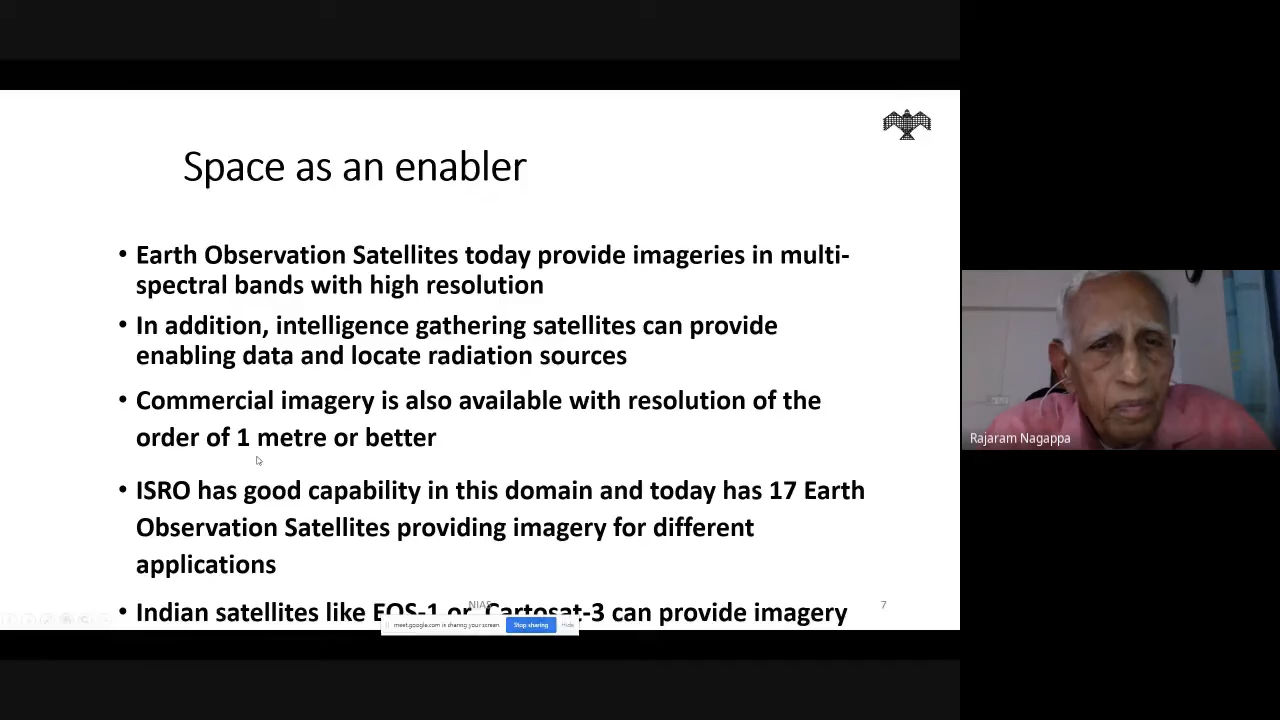 Space as an enabler
• Earth Observation Satellites today provide imageries in multi-
spectral bands with high resolution
• In addition, intelligence gathering satellites can provide
enabling data and locate radiation sources
• Commercial imagery is also available with resolution of the
order of 1 metre or better
• ISRO has good capability in this domain and today has 17 Earth
Observation Satellites providing imagery for different
applications
• Indian satellites like EOS-1 or Cartosat-3 can provide imagery
NIAS
7
meet.google.com is sharing your screen. Stop sharing Hide
Rajaram Nagappa